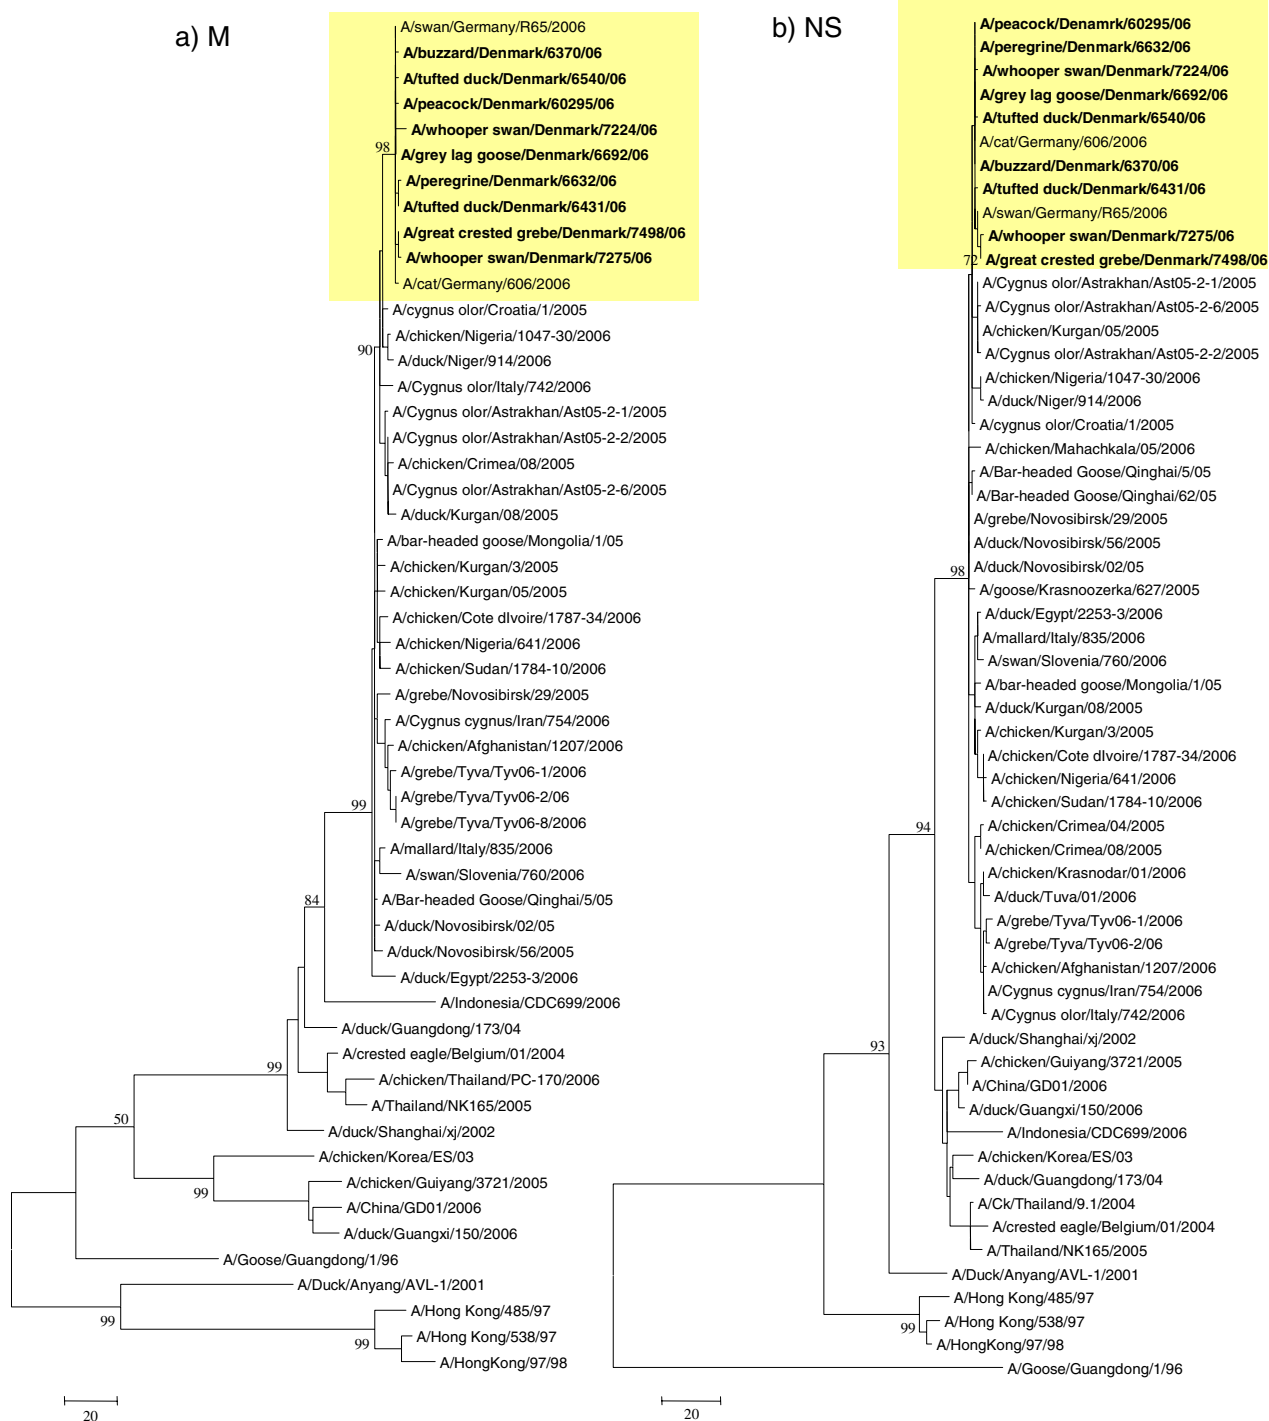 a) M
A/swan/Germany/R65/2006
A/buzzard/Denmark/6370/06
A/tufted duck/Denmark/6540/06
A/peacock/Denmark/60295/06
A/whooper swan/Denmark/7224/06
98
A/grey lag goose/Denmark/6692/06
A/peregrine/Denmark/6632/06
A/tufted duck/Denmark/6431/06
A/great crested grebe/Denmark/7498/06
A/whooper swan/Denmark/7275/06
A/cat/Germany/606/2006
A/cygnus olor/Croatia/1/2005
A/chicken/Nigeria/1047-30/2006
90
A/duck/Niger/914/2006
A/Cygnus olor/Italy/742/2006
A/Cygnus olor/Astrakhan/Ast05-2-1/2005
A/Cygnus olor/Astrakhan/Ast05-2-2/2005
A/chicken/Crimea/08/2005
A/Cygnus olor/Astrakhan/Ast05-2-6/2005
A/duck/Kurgan/08/2005
A/bar-headed goose/Mongolia/1/05
A/chicken/Kurgan/3/2005
A/chicken/Kurgan/05/2005
A/chicken/Cote dIvoire/1787-34/2006
A/chicken/Nigeria/641/2006
A/chicken/Sudan/1784-10/2006
A/grebe/Novosibirsk/29/2005
A/Cygnus cygnus/Iran/754/2006
A/chicken/Afghanistan/1207/2006
A/grebe/Tyva/Tyv06-1/2006
A/grebe/Tyva/Tyv06-2/06
99
A/grebe/Tyva/Tyv06-8/2006
A/mallard/Italy/835/2006
A/swan/Slovenia/760/2006
A/Bar-headed Goose/Qinghai/5/05
84
A/duck/Novosibirsk/02/05
A/duck/Novosibirsk/56/2005
A/duck/Egypt/2253-3/2006
A/Indonesia/CDC699/2006
A/duck/Guangdong/173/04
A/crested eagle/Belgium/01/2004
99
A/chicken/Thailand/PC-170/2006
A/Thailand/NK165/2005
50
A/duck/Shanghai/xj/2002
A/chicken/Korea/ES/03
A/chicken/Guiyang/3721/2005
99
A/China/GD01/2006
A/duck/Guangxi/150/2006
A/Goose/Guangdong/1/96
A/Duck/Anyang/AVL-1/2001
A/Hong Kong/485/97
99
A/Hong Kong/538/97
99
A/HongKong/97/98
20
b) NS
A/peacock/Denamrk/60295/06
A/peregrine/Denmark/6632/06
A/whooper swan/Denmark/7224/06
A/grey lag goose/Denmark/6692/06
A/tufted duck/Denmark/6540/06
A/cat/Germany/606/2006
A/buzzard/Denmark/6370/06
A/tufted duck/Denmark/6431/06
A/swan/Germany/R65/2006
A/whooper swan/Denmark/7275/06
72
A/great crested grebe/Denmark/7498/06
A/Cygnus olor/Astrakhan/Ast05-2-1/2005
A/Cygnus olor/Astrakhan/Ast05-2-6/2005
A/chicken/Kurgan/05/2005
A/Cygnus olor/Astrakhan/Ast05-2-2/2005
A/chicken/Nigeria/1047-30/2006
A/duck/Niger/914/2006
A/cygnus olor/Croatia/1/2005
A/chicken/Mahachkala/05/2006
A/Bar-headed Goose/Qinghai/5/05
A/Bar-headed Goose/Qinghai/62/05
A/grebe/Novosibirsk/29/2005
A/duck/Novosibirsk/56/2005
98
A/duck/Novosibirsk/02/05
A/goose/Krasnoozerka/627/2005
A/duck/Egypt/2253-3/2006
A/mallard/Italy/835/2006
A/swan/Slovenia/760/2006
A/bar-headed goose/Mongolia/1/05
A/duck/Kurgan/08/2005
A/chicken/Kurgan/3/2005
A/chicken/Cote dIvoire/1787-34/2006
A/chicken/Nigeria/641/2006
A/chicken/Sudan/1784-10/2006
94
A/chicken/Crimea/04/2005
A/chicken/Crimea/08/2005
A/chicken/Krasnodar/01/2006
A/duck/Tuva/01/2006
A/grebe/Tyva/Tyv06-1/2006
A/grebe/Tyva/Tyv06-2/06
A/chicken/Afghanistan/1207/2006
A/Cygnus cygnus/Iran/754/2006
A/Cygnus olor/Italy/742/2006
93
A/duck/Shanghai/xj/2002
A/chicken/Guiyang/3721/2005
A/China/GD01/2006
A/duck/Guangxi/150/2006
A/Indonesia/CDC699/2006
A/chicken/Korea/ES/03
A/duck/Guangdong/173/04
A/Ck/Thailand/9.1/2004
A/crested eagle/Belgium/01/2004
A/Thailand/NK165/2005
A/Duck/Anyang/AVL-1/2001
A/Hong Kong/485/97
99
A/Hong Kong/538/97
A/HongKong/97/98
A/Goose/Guangdong/1/96
20